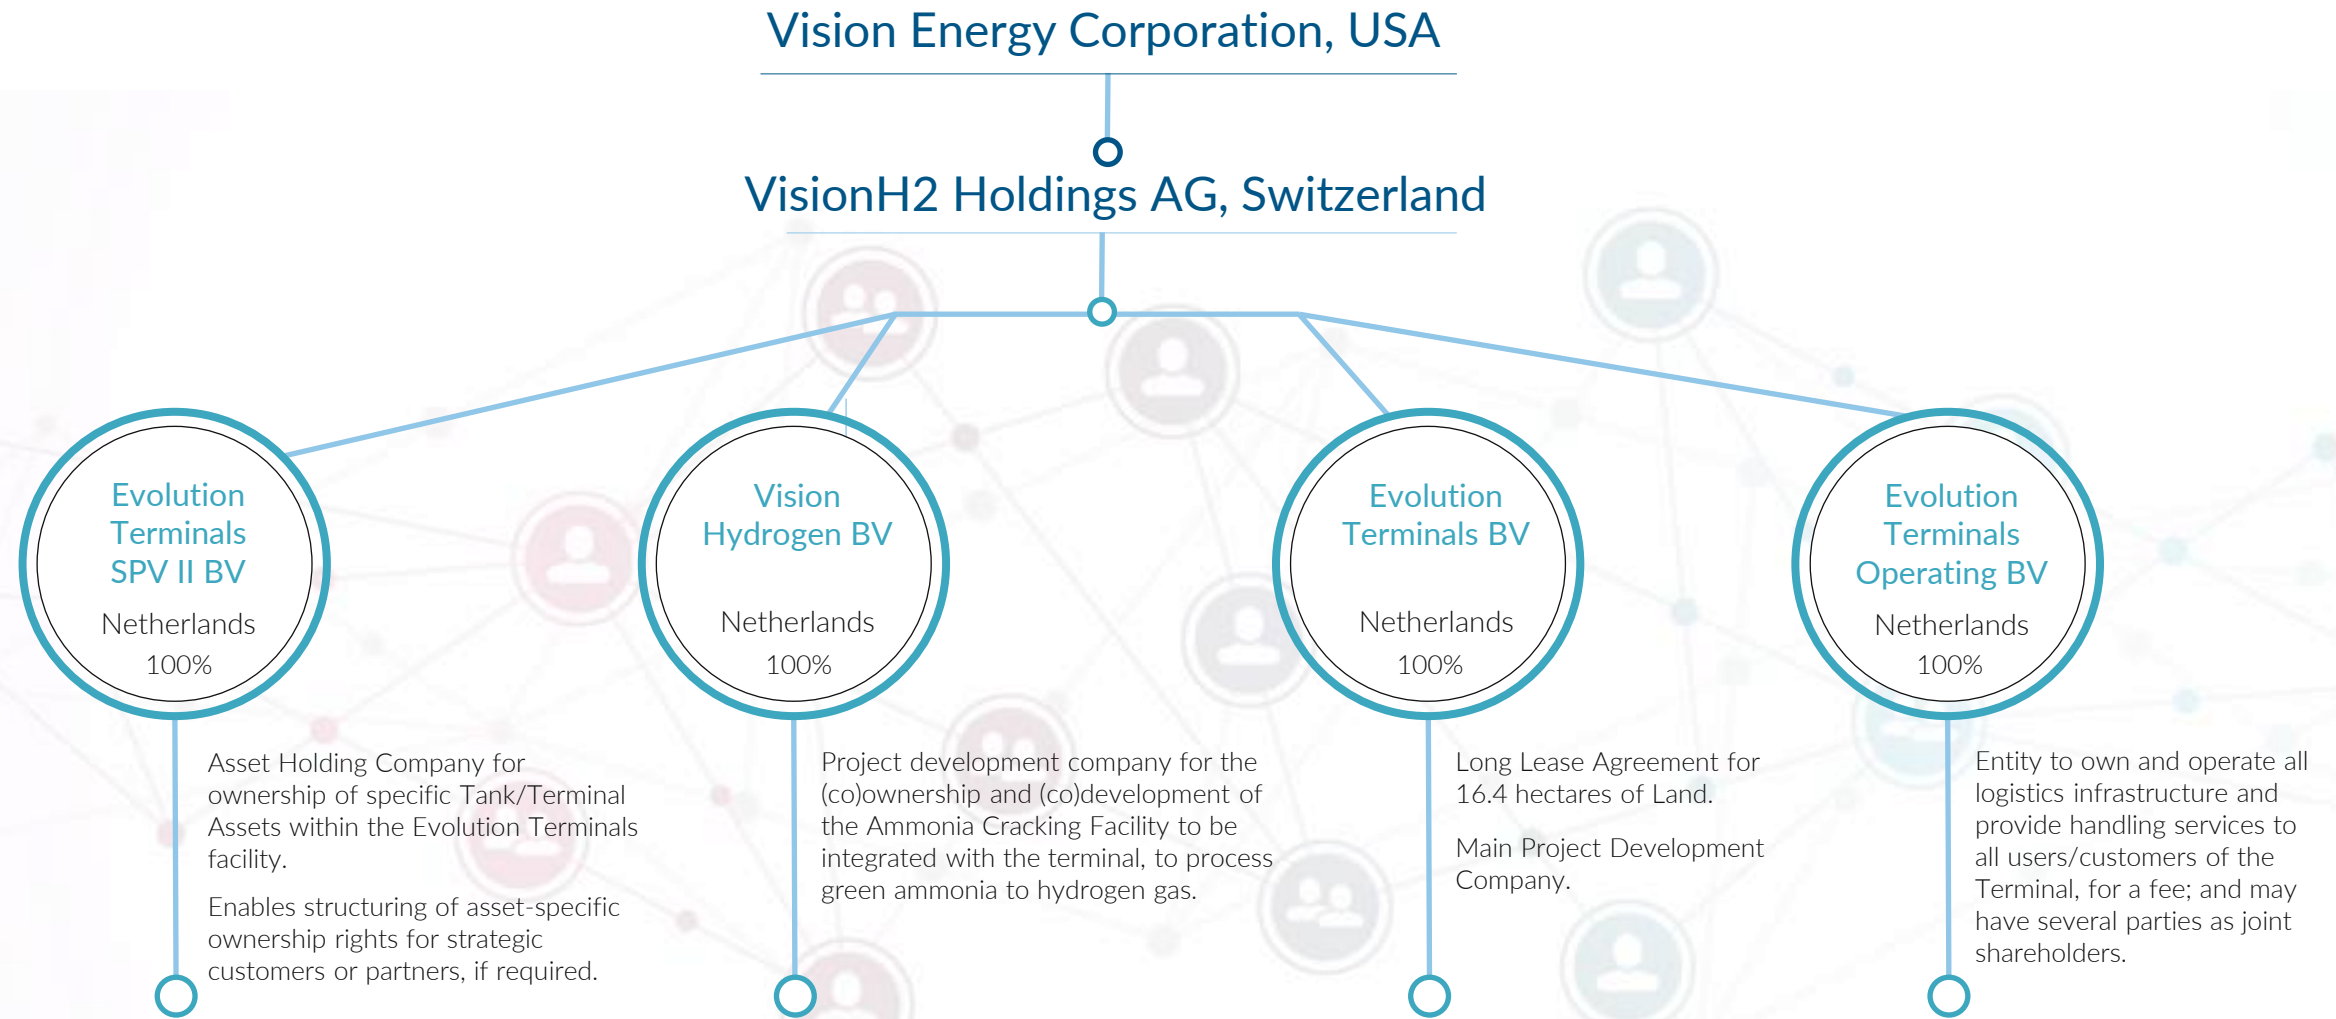 Vision Energy Corporation, USA
VisionH2 Holdings AG, Switzerland
Evolution
Terminals
SPV II BV
Netherlands
100%
Asset Holding Company for
ownership of specific Tank/Terminal
Assets within the Evolution Terminals
facility.
Enables structuring of asset-specific
ownership rights for strategic
customers or partners, if required.
Vision
Hydrogen BV
Netherlands
100%
Project development company for the
(co)ownership and (co)development of
the Ammonia Cracking Facility to be
integrated with the terminal, to process
green ammonia to hydrogen gas.
Evolution
Terminals BV
Netherlands
100%
Long Lease Agreement for
16.4 hectares of Land.
Main Project Development
Company.
Evolution
Terminals
Operating BV
Netherlands
100%
Entity to own and operate all
logistics infrastructure and
provide handling services to
all users/customers of the
Terminal, for a fee; and may
have several parties as joint
shareholders.